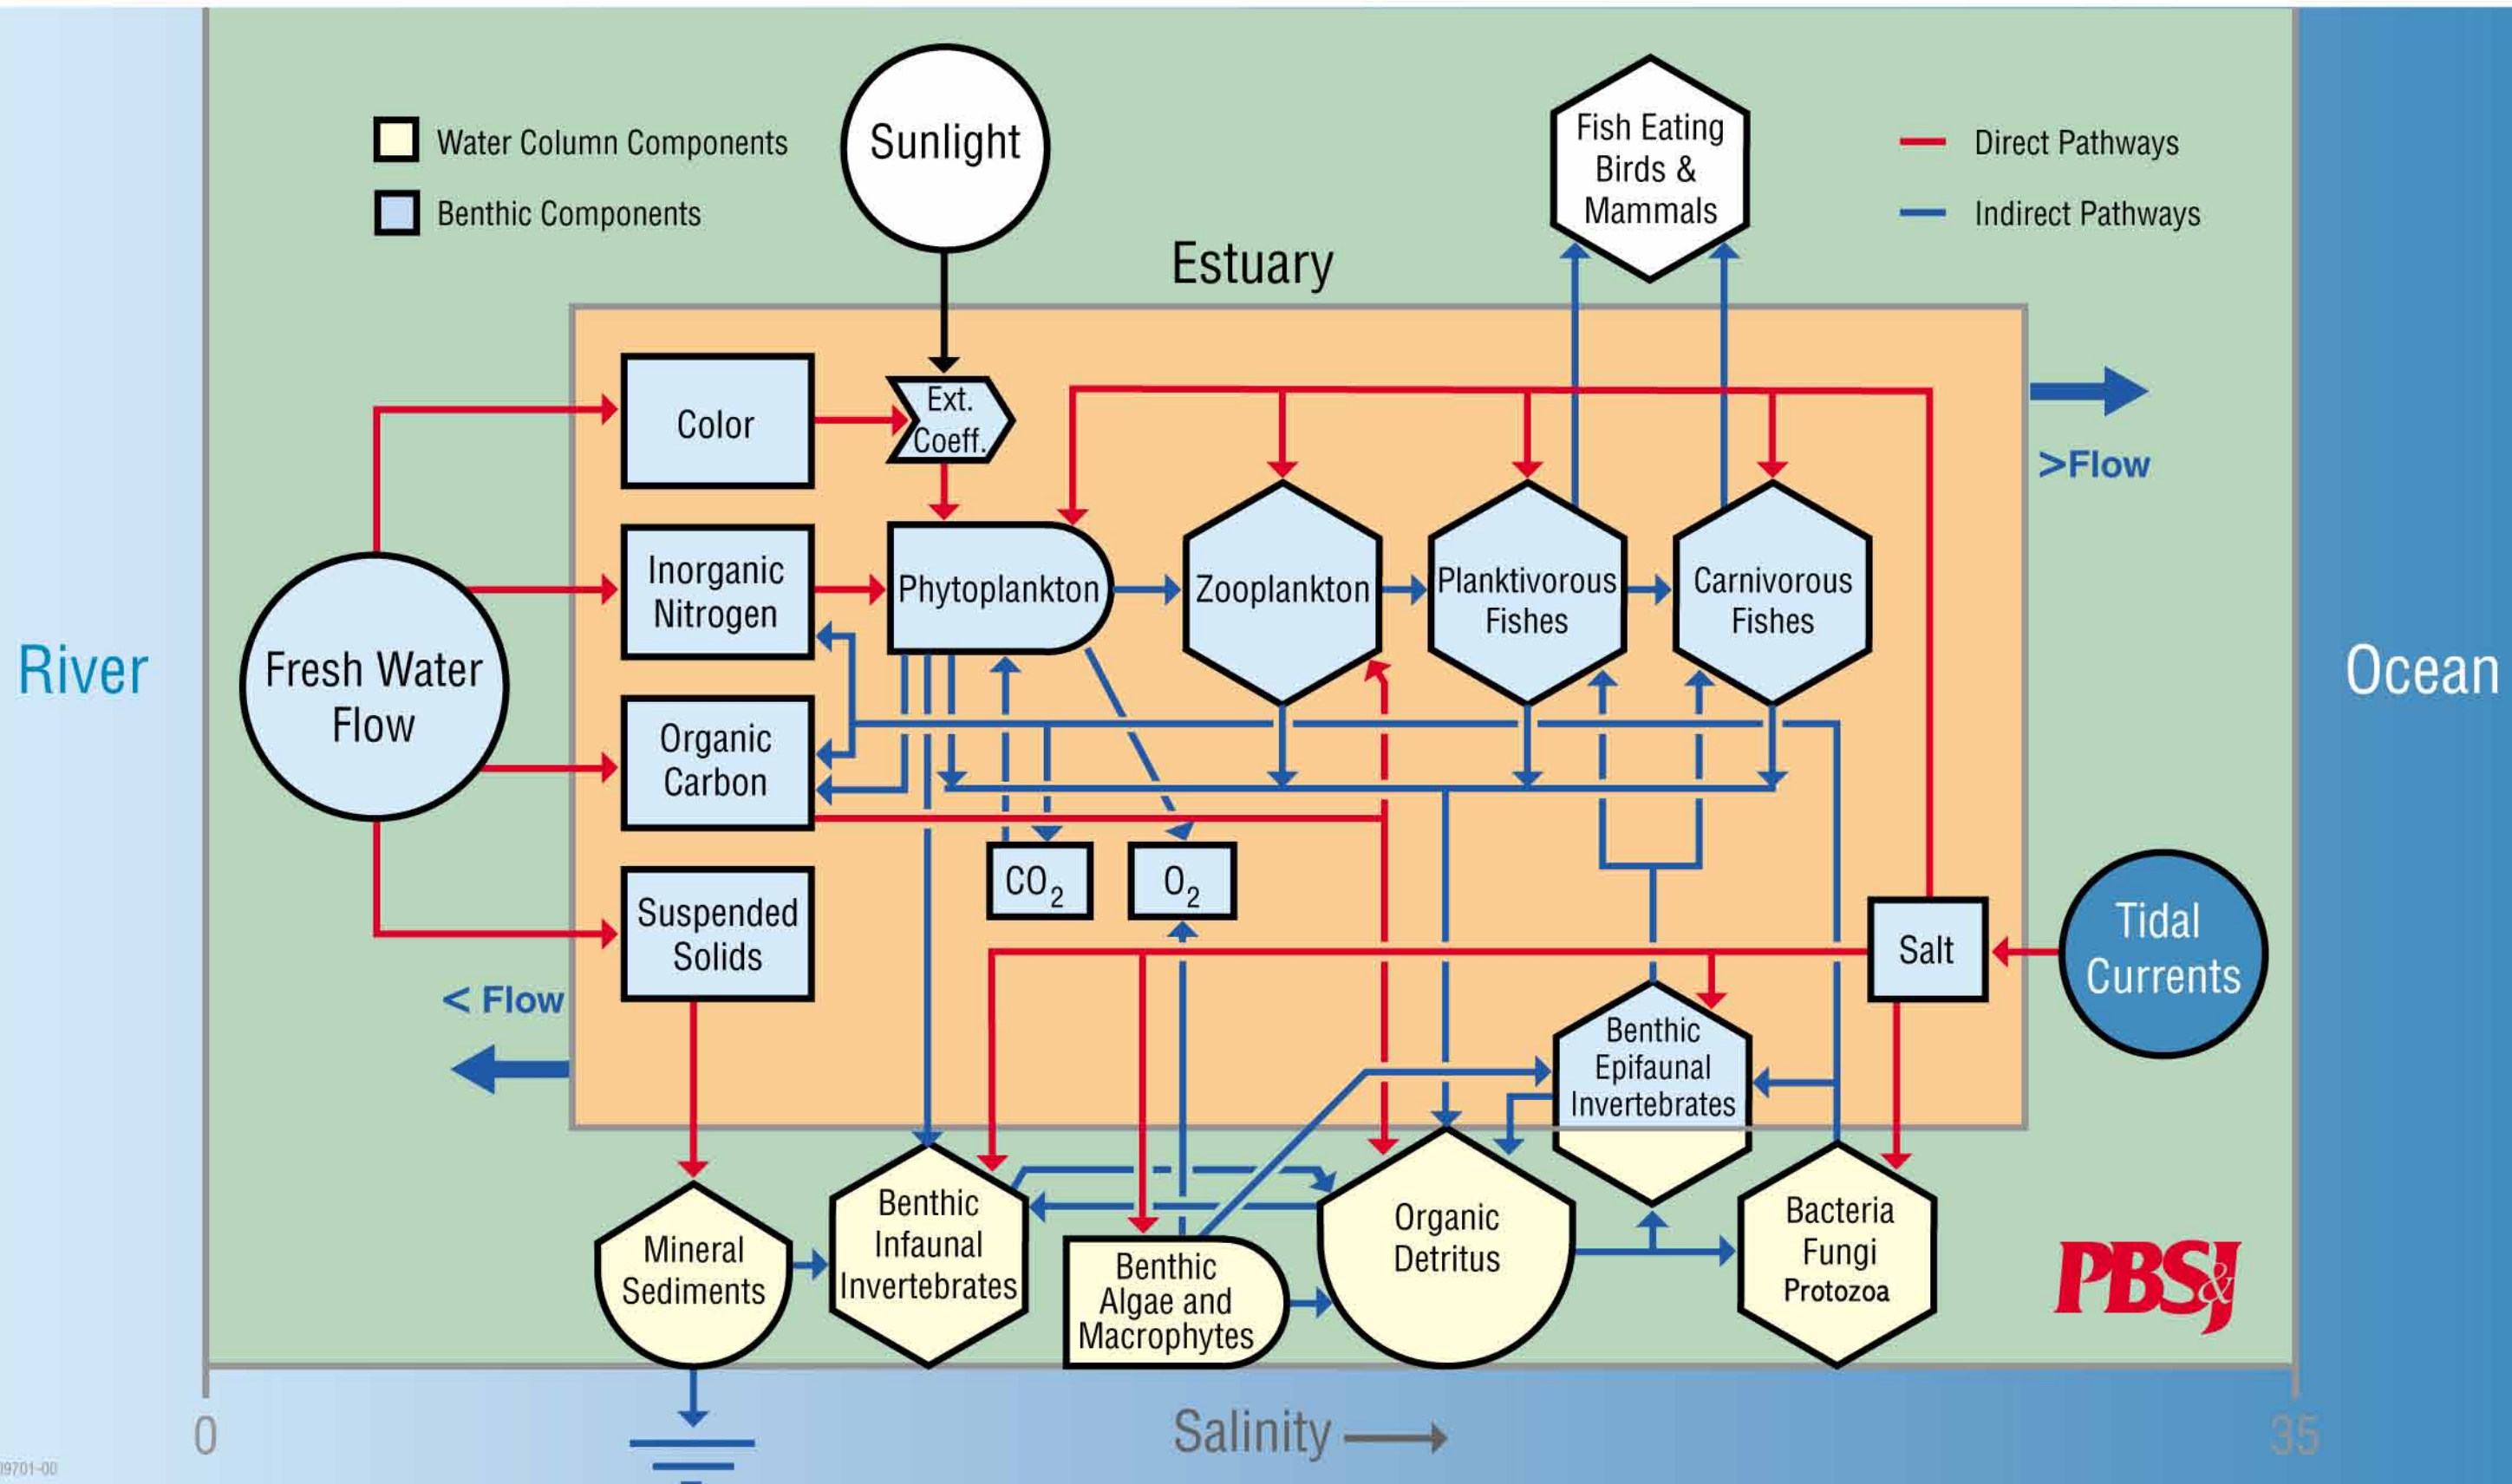 Water Column Components
Benthic Components
Sunlight
Fish Eating
Birds &
Mammals
Direct Pathways
Indirect Pathways
Estuary
Color
Ext.
Coeff.
>Flow
Inorganic
Nitrogen
Phytoplankton
Zooplankton
Planktivorous
Fishes
Carnivorous
Fishes
River
Fresh Water
Flow
Ocean
Organic
Carbon
CO2
O2
Suspended
Solids
Salt
Tidal
Currents
< Flow
Benthic
Epifaunal
Invertebrates
Mineral
Sediments
Benthic
Infaunal
Invertebrates
Benthic
Algae and
Macrophytes
Organic
Detritus
Bacteria
Fungi
Protozoa
PBS&J
0
Salinity
35
09701-00